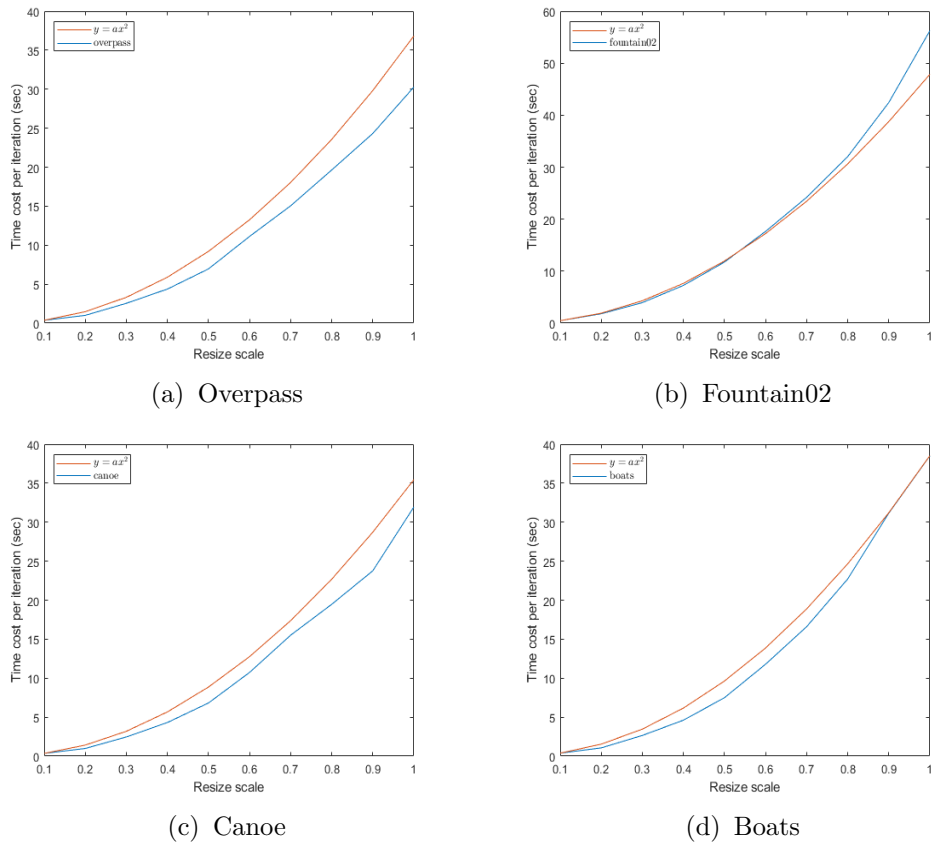 40
35
30
25
20
15
10
5
0
Time cost per iteration (sec)
y = ax²
overpass
0.1 0.2 0.3 0.4 0.5 0.6 0.7 0.8 0.9 1
Resize scale
(a) Overpass
60
50
40
30
20
10
0
Time cost per iteration (sec)
y = ax²
fountain02
0.1 0.2 0.3 0.4 0.5 0.6 0.7 0.8 0.9 1
Resize scale
(b) Fountain02
40
35
30
25
20
15
10
5
0
Time cost per iteration (sec)
y = ax²
canoe
0.1 0.2 0.3 0.4 0.5 0.6 0.7 0.8 0.9 1
Resize scale
(c) Canoe
40
35
30
25
20
15
10
5
0
Time cost per iteration (sec)
y = ax²
boats
0.1 0.2 0.3 0.4 0.5 0.6 0.7 0.8 0.9 1
Resize scale
(d) Boats